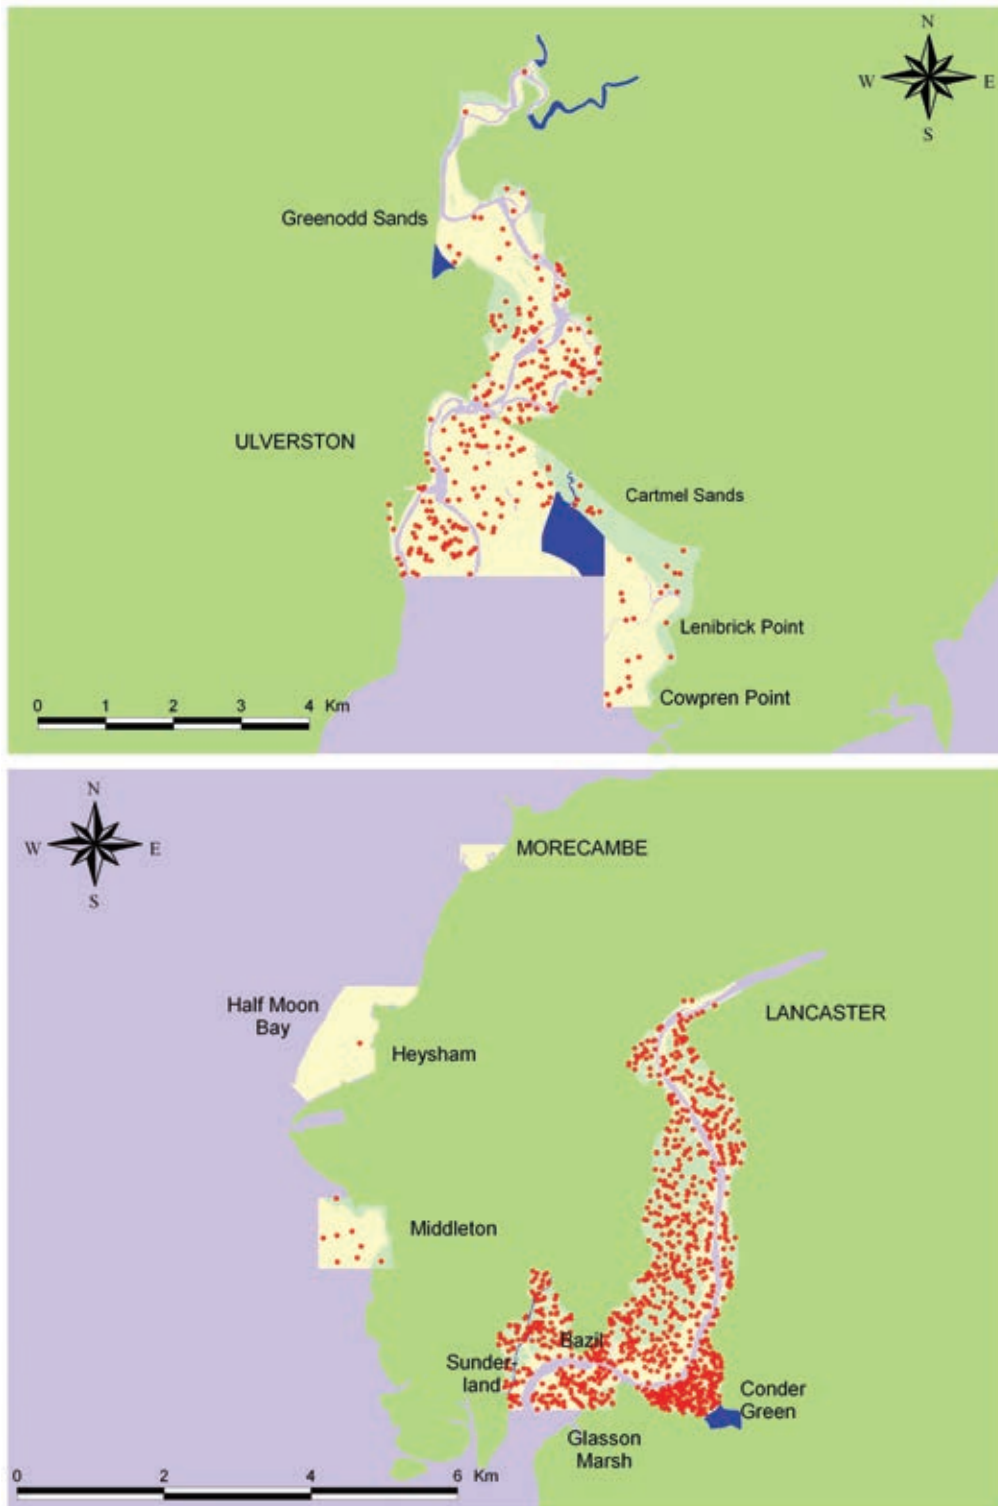 N
W E
S
Greenodd Sands
ULVERSTON
Cartmel Sands
Lenibrick Point
Cowpren Point
0 1 2 3 4 Km
N
W E
S
MORECAMBE
Half Moon
Bay
Heysham
LANCASTER
Middleton
Bazil
Sunder-
land
Conder
Green
Glasson
Marsh
0 2 4 6 Km